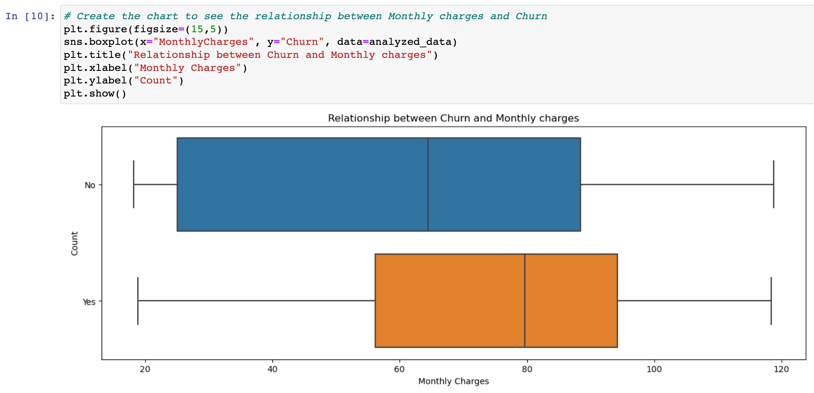 In [10]: # Create the chart to see the relationship between Monthly charges and Churn
plt.figure(figsize=(15,5))
sns.boxplot(x="MonthlyCharges", y="Churn", data=analyzed_data)
plt.title("Relationship between Churn and Monthly charges")
plt.xlabel("Monthly Charges")
plt.ylabel("Count")
plt.show()
Relationship between Churn and Monthly charges
No
Count
Yes
20 40 60 80 100 120
Monthly Charges